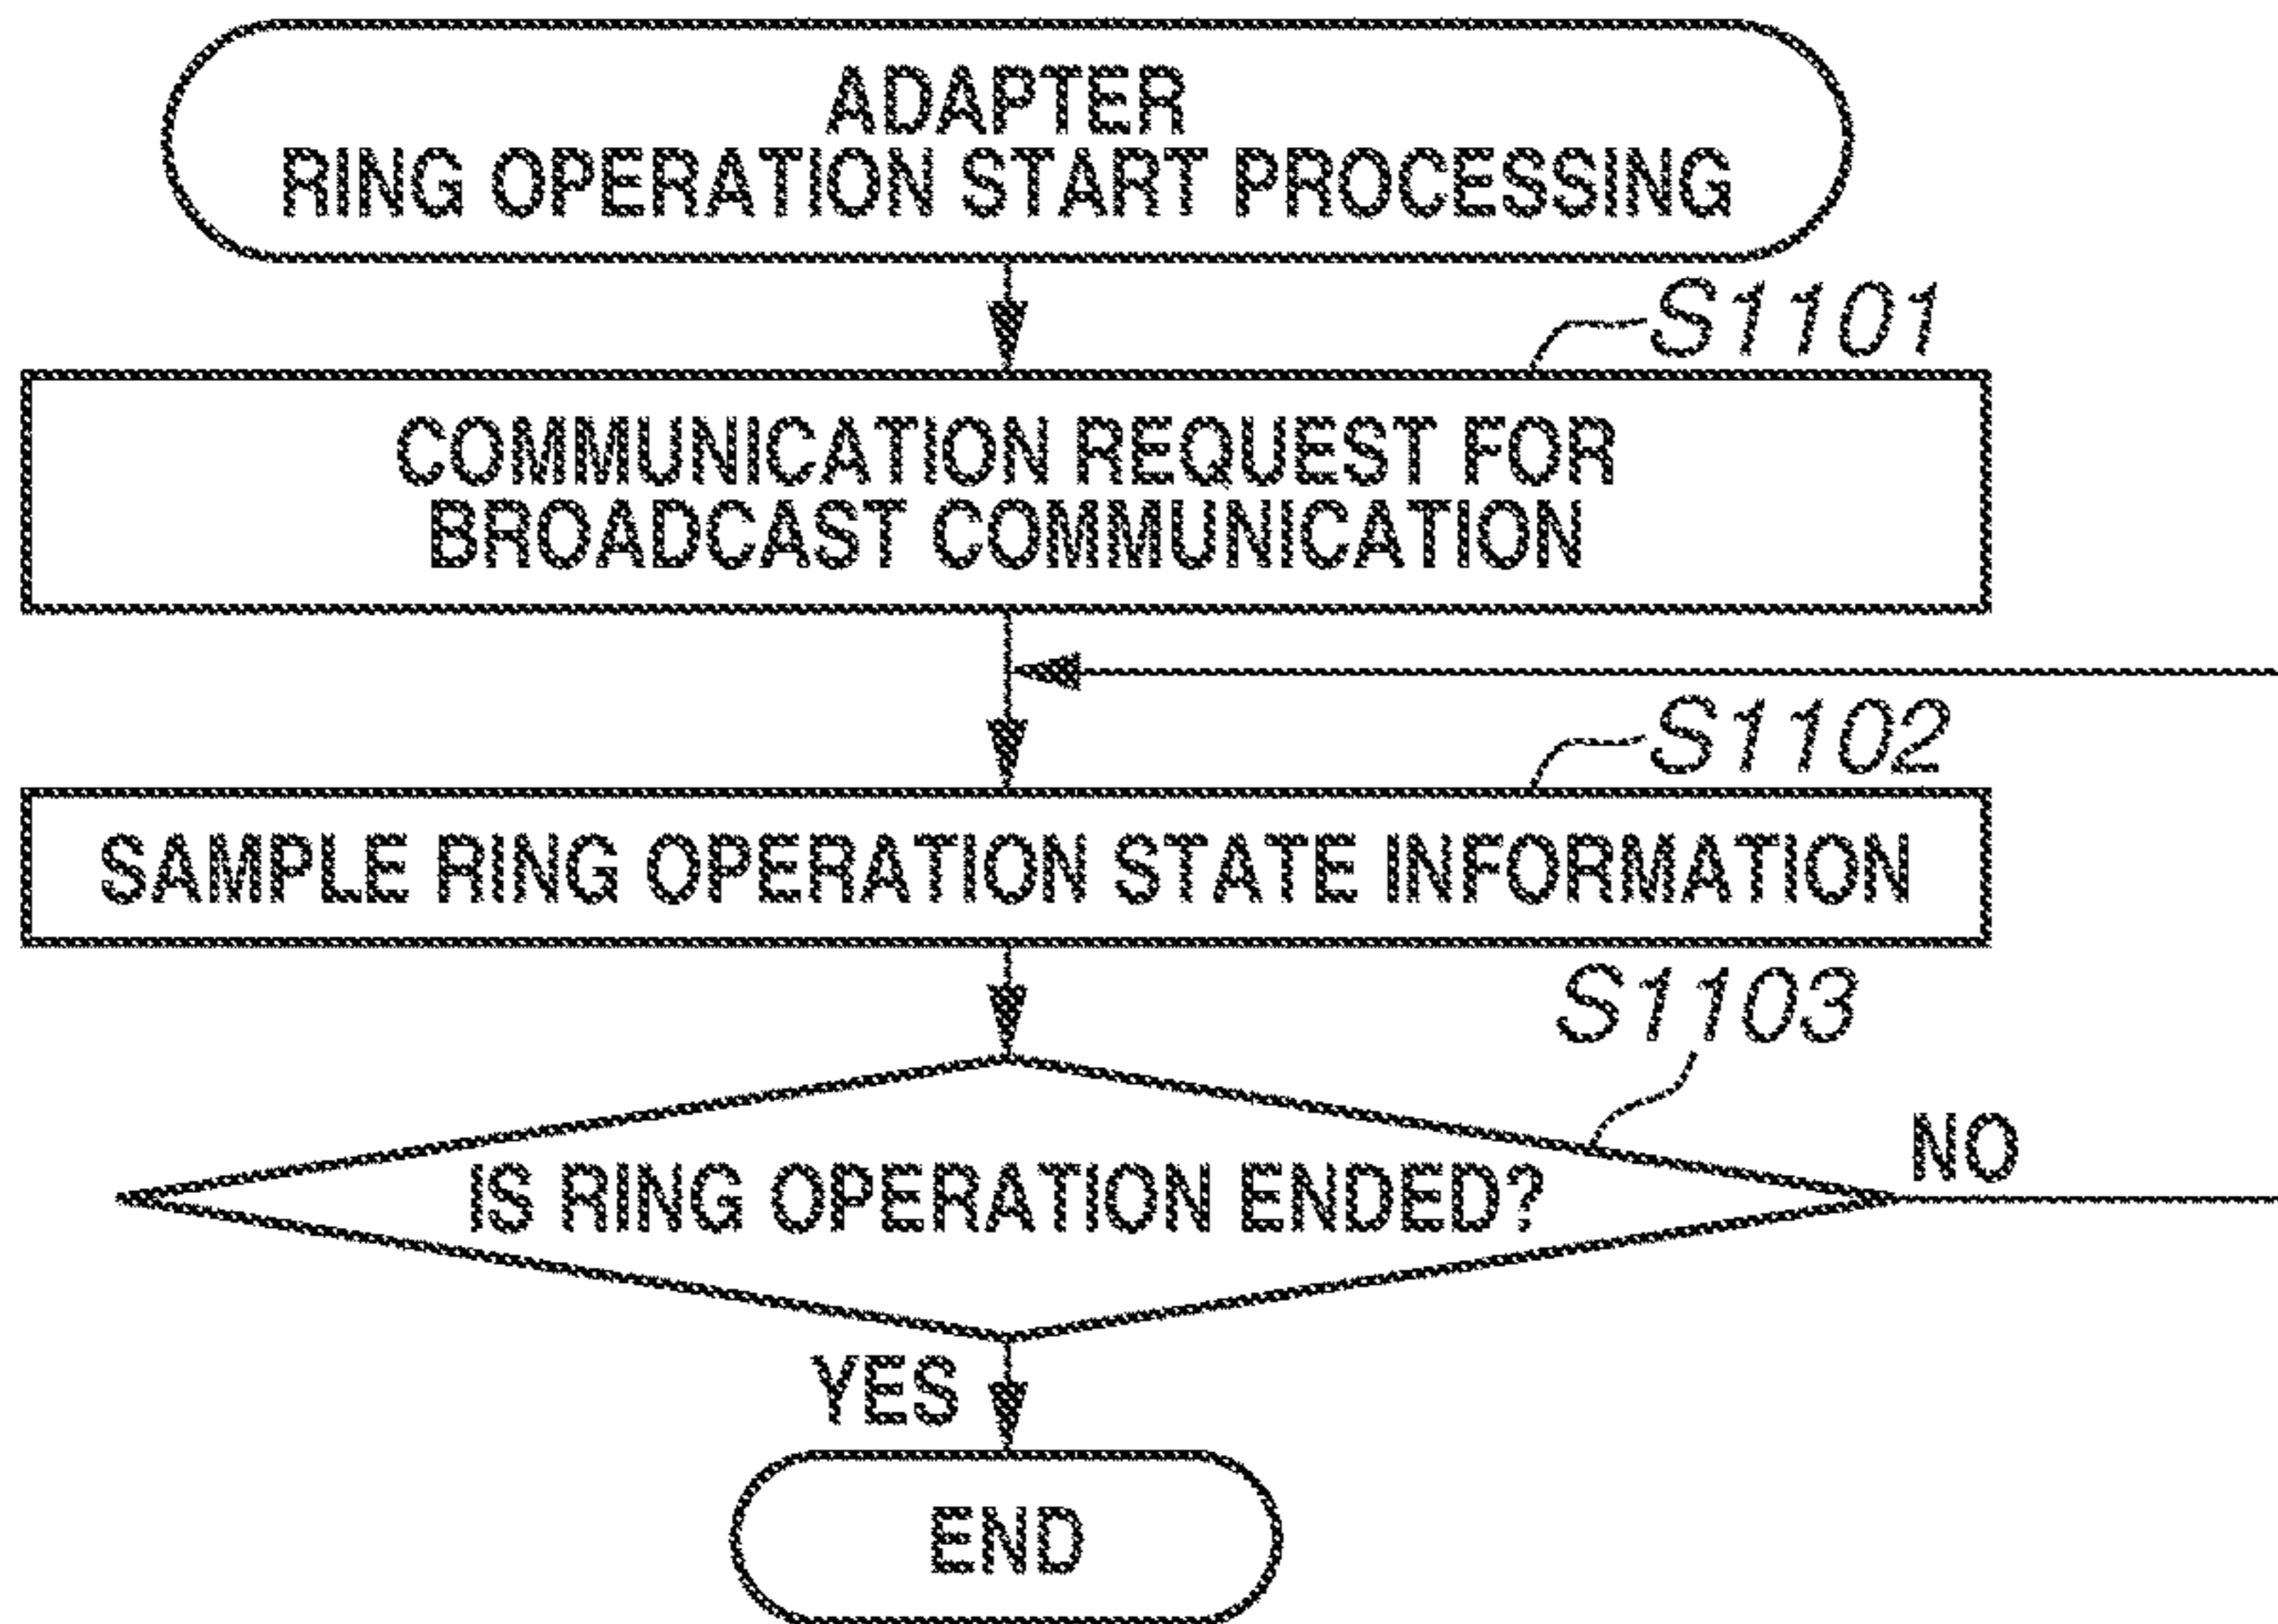 ADAPTER
RING OPERATION START PROCESSING
S1101
COMMUNICATION REQUEST FOR
BROADCAST COMMUNICATION
S1102
SAMPLE RING OPERATION STATE INFORMATION
S1103
IS RING OPERATION ENDED?
NO
YES
END